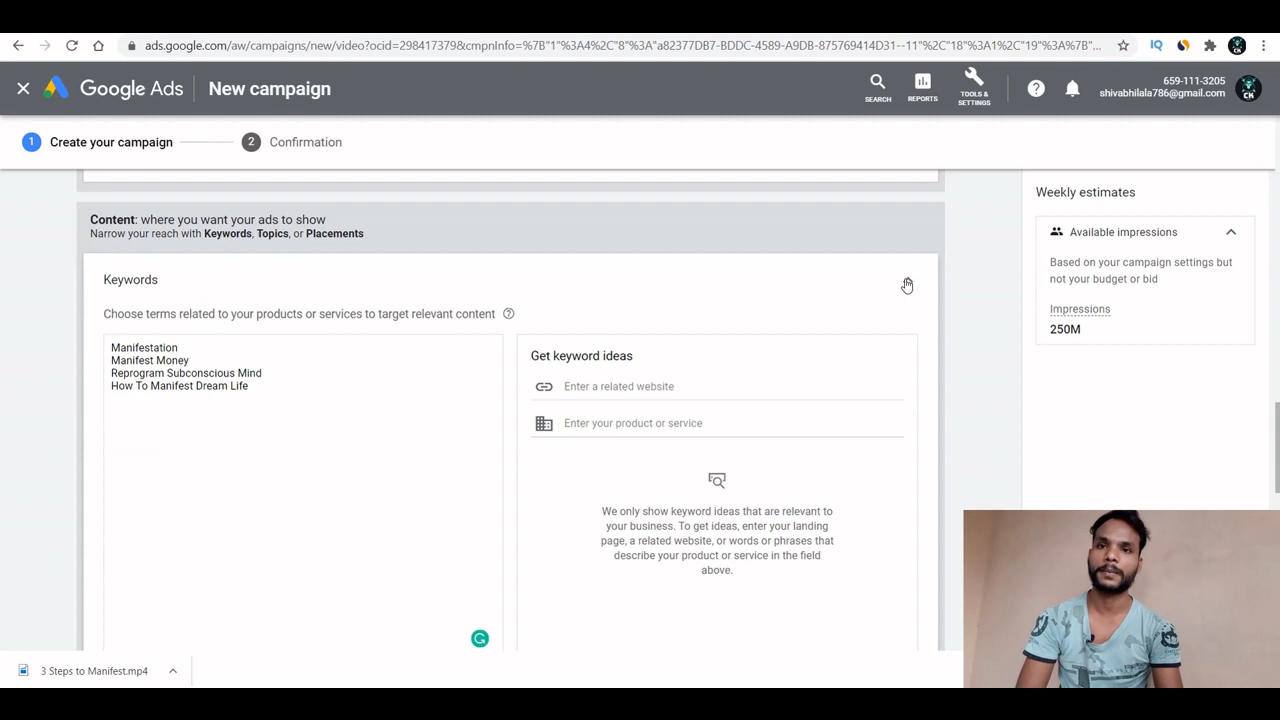 ads.google.com/aw/campaigns/new/video?ocid=298417379&cmpnInfo=%7B"1"%3A4%2C"8"%3A"a82377DB7-BDDC-4589-A9DB-875769414D31--11"%2C"18"%3A1%2C"19"%3A%7B"...
IQ
Google Ads
New campaign
SEARCH
REPORTS
TOOLS &
SETTINGS
659-111-3205
shivabhilala786@gmail.com
CK
1
Create your campaign
2
Confirmation
Content: where you want your ads to show
Narrow your reach with Keywords, Topics, or Placements
Keywords
Choose terms related to your products or services to target relevant content
Manifestation
Manifest Money
Reprogram Subconscious Mind
How To Manifest Dream Life
Get keyword ideas
Enter a related website
Enter your product or service
We only show keyword ideas that are relevant to
your business. To get ideas, enter your landing
page, a related website, or words or phrases that
describe your product or service in the field
above.
Weekly estimates
Available impressions
Based on your campaign settings but
not your budget or bid
Impressions
250M
3 Steps to Manifest.mp4